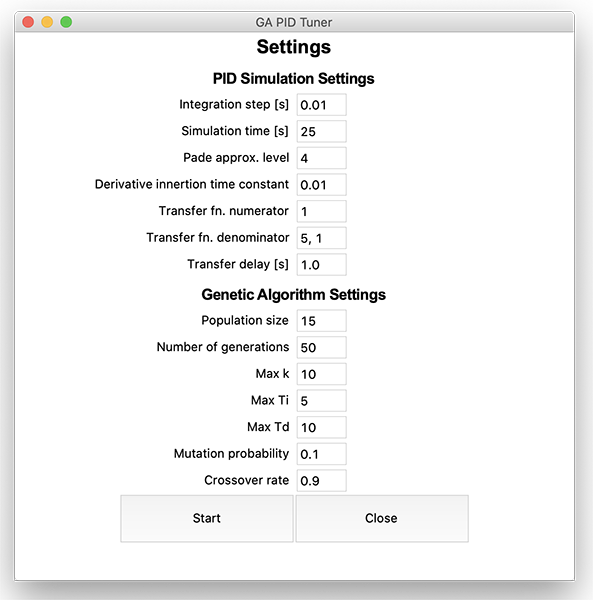 GA PID Tuner
Settings
PID Simulation Settings
Integration step [s] 0.01
Simulation time [s] 25
Pade approx. level 4
Derivative innertion time constant 0.01
Transfer fn. numerator 1
Transfer fn. denominator 5, 1
Transfer delay [s] 1.0
Genetic Algorithm Settings
Population size 15
Number of generations 50
Max k 10
Max Ti 5
Max Td 10
Mutation probability 0.1
Crossover rate 0.9
Start Close